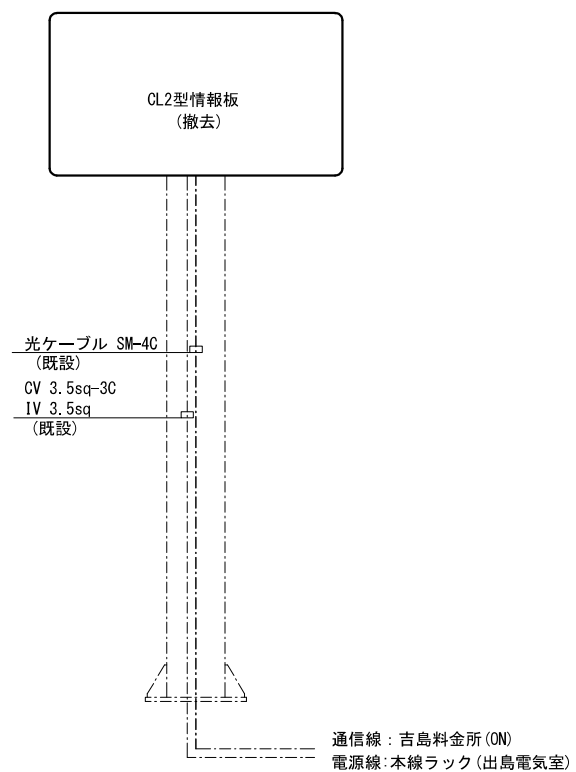 CL2型情報板
(撤去)
光ケーブル SM-4C
(既設)
CV 3.5sq-3C
IV 3.5sq
(既設)
通信線：吉島料金所(ON)
電源線:本線ラック(出島電気室)